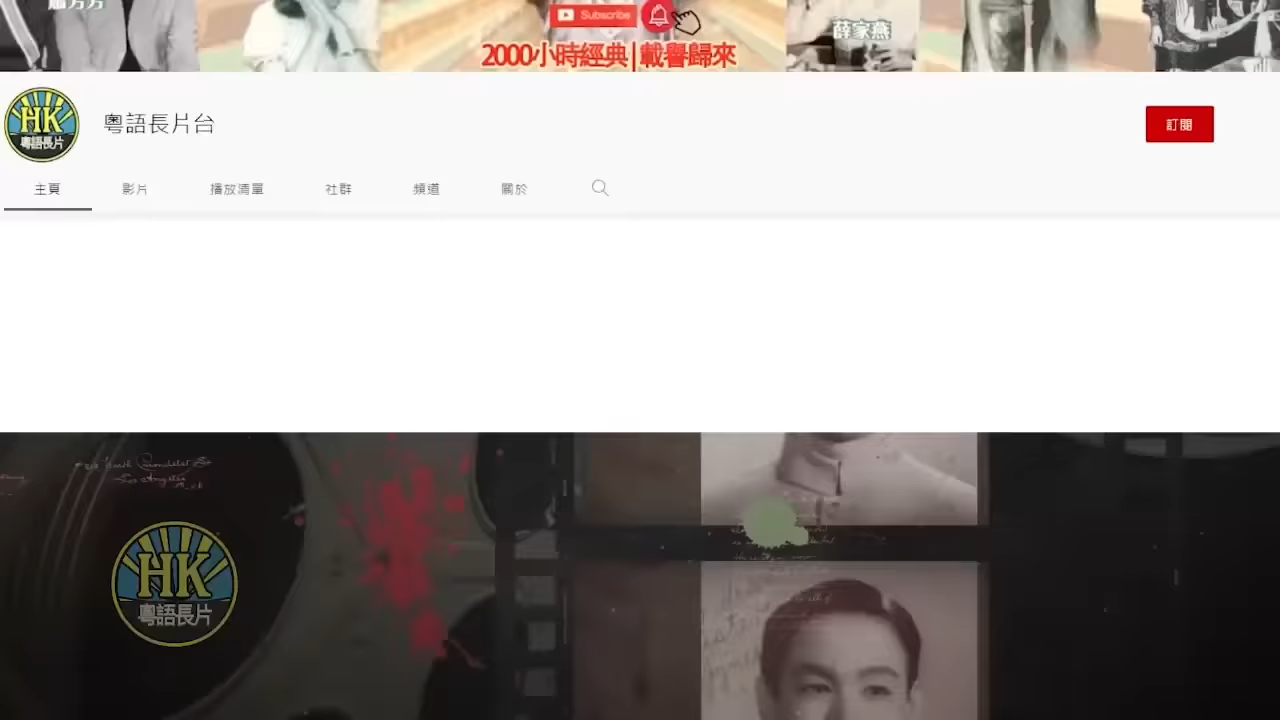 Subscribe
薛家燕
2000小時經典|載譽歸來
HK
粵語長片
粵語長片台
訂閱
主頁
影片
播放清單
社群
頻道
關於
HK
粵語長片